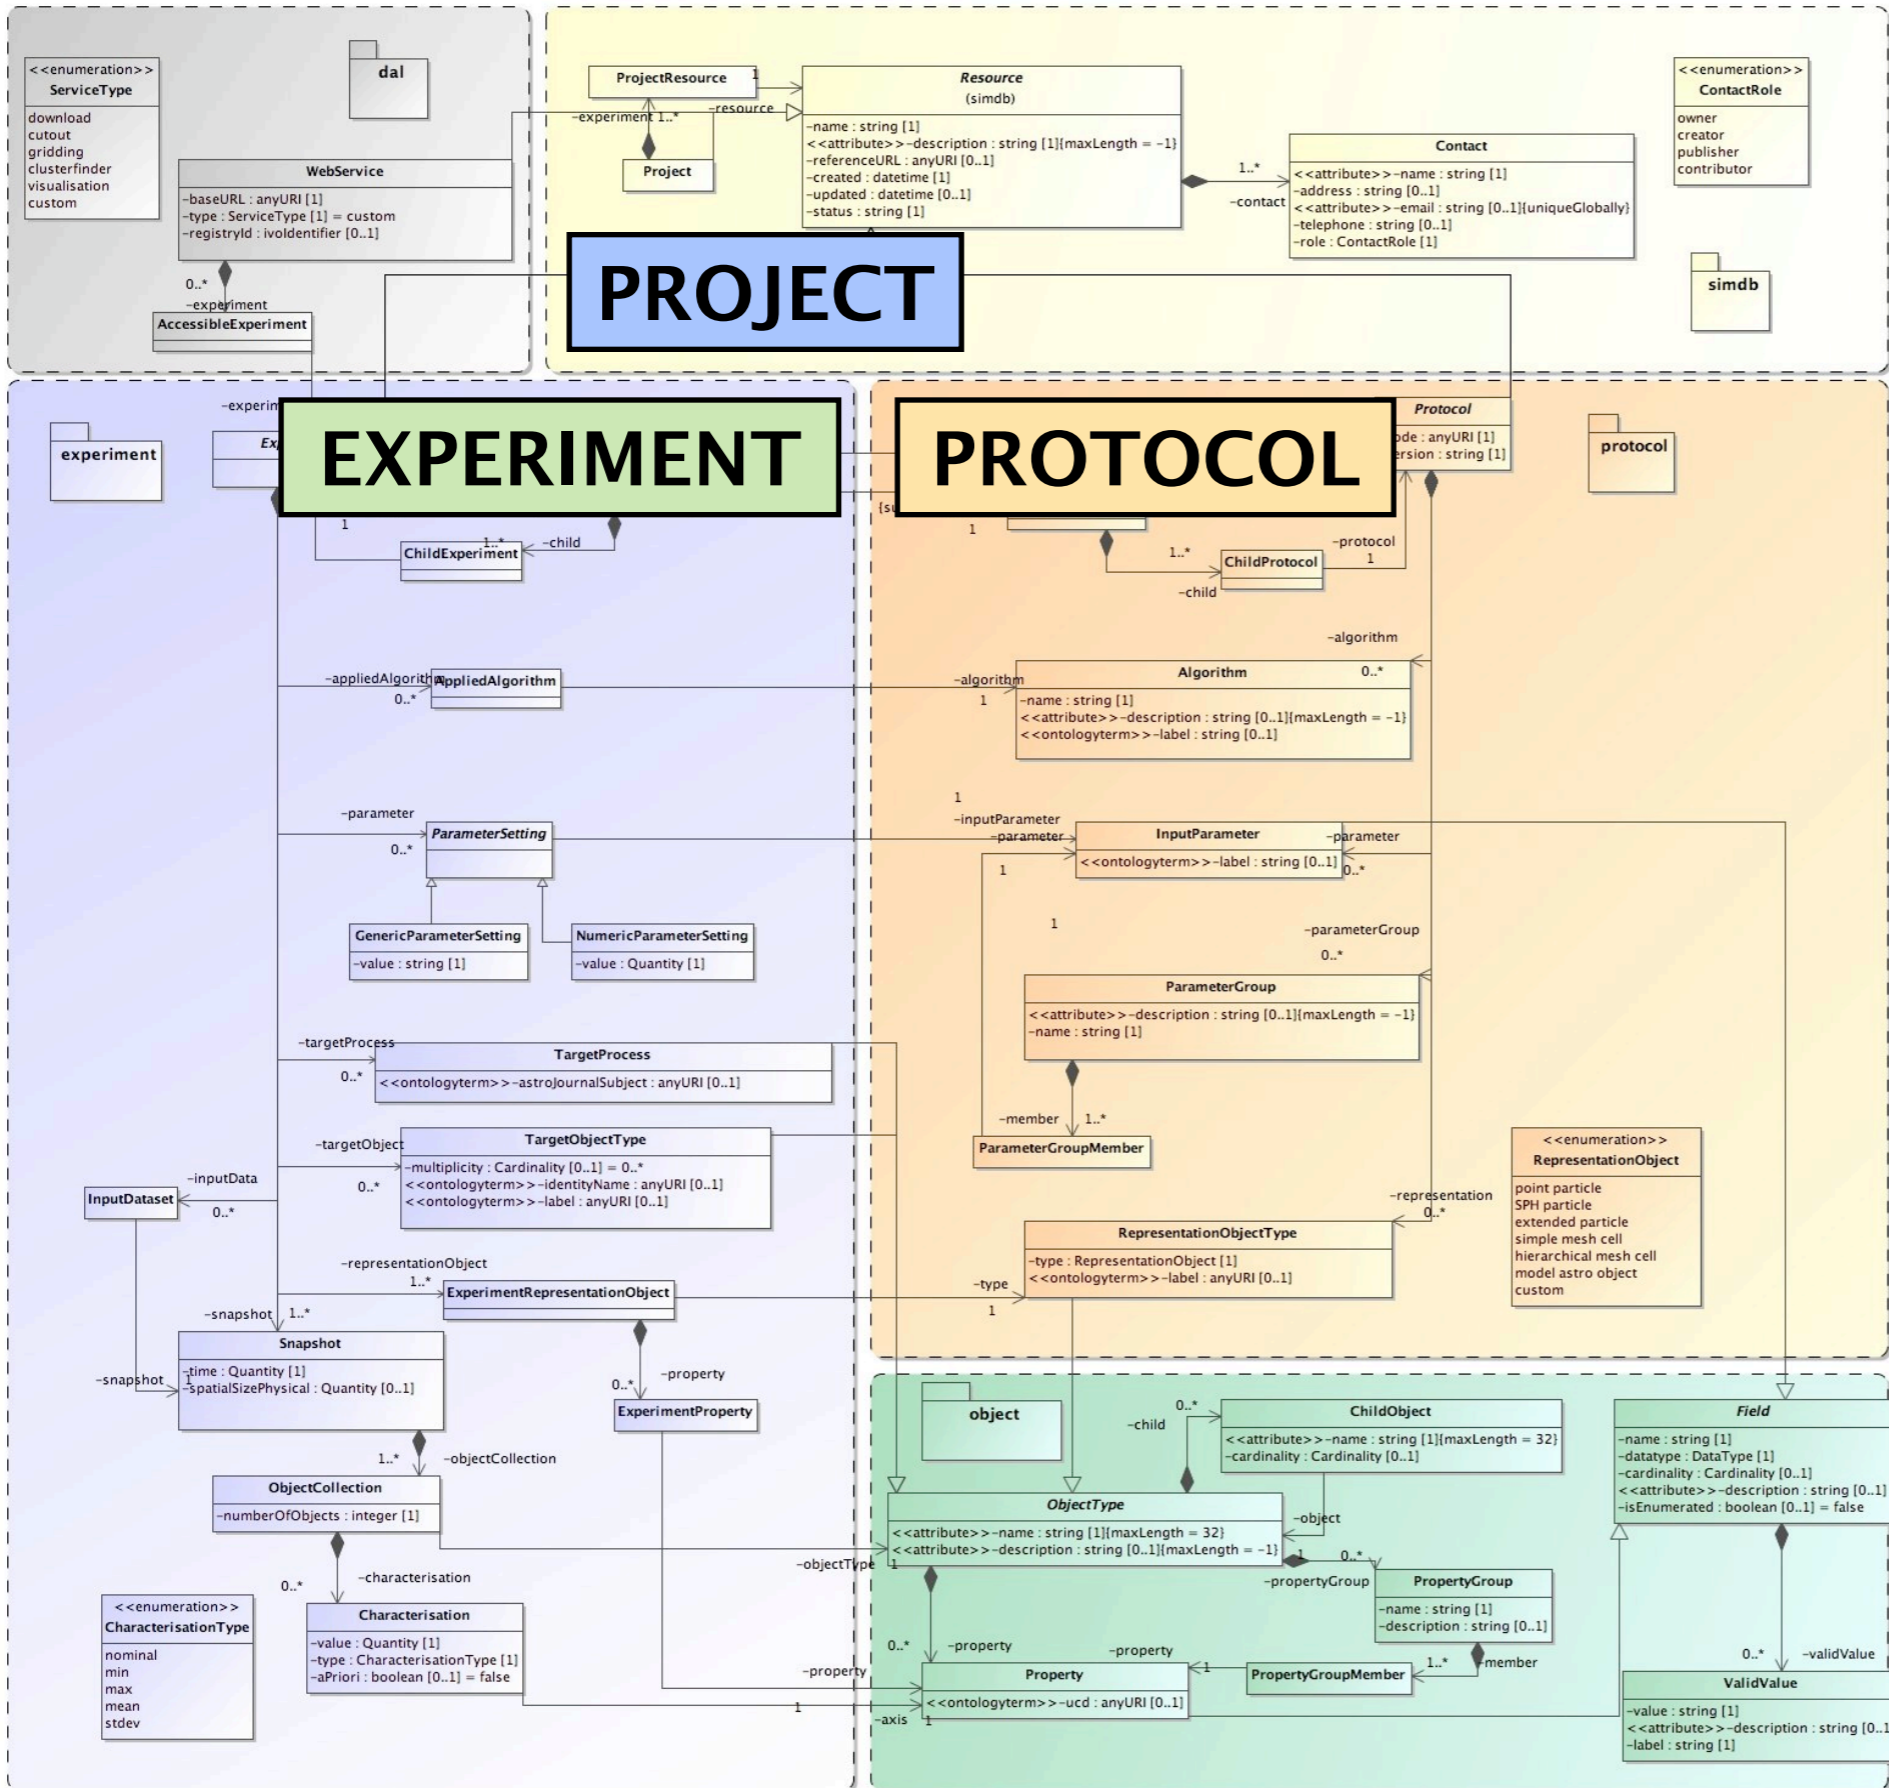 <<enumeration>>
ServiceType
download
cutout
gridding
clusterfinder
visualisation
custom
dal
WebService
-baseURL : anyURI [1]
-type : ServiceType [1] = custom
-registryId : ivoIdentifier [0..1]
0..*
-experiment
AccessibleExperiment
ProjectResource
1
-resource
-experiment 1..*
Project
Resource
(simdb)
-name : string [1]
<<attribute>>-description : string [1]{maxLength = -1}
-referenceURL : anyURI [0..1]
-created : datetime [1]
-updated : datetime [0..1]
-status : string [1]
1..*
-contact
Contact
<<attribute>>-name : string [1]
-address : string [0..1]
<<attribute>>-email : string [0..1]{uniqueGlobally}
-telephone : string [0..1]
-role : ContactRole [1]
<<enumeration>>
ContactRole
owner
creator
publisher
contributor
simdb
PROJECT
EXPERIMENT
PROTOCOL
experiment
1
1..*
-child
ChildExperiment
-appliedAlgorithm
0..*
AppliedAlgorithm
-parameter
0..*
ParameterSetting
GenericParameterSetting
-value : string [1]
NumericParameterSetting
-value : Quantity [1]
-targetProcess
0..*
TargetProcess
<<ontologyterm>>-astroJournalSubject : anyURI [0..1]
-targetObject
0..*
TargetObjectType
-multiplicity : Cardinality [0..1] = 0..*
<<ontologyterm>>-identityName : anyURI [0..1]
<<ontologyterm>>-label : anyURI [0..1]
InputDataset
-inputData
0..*
-representationObject
1..*
ExperimentRepresentationObject
-snapshot
1..*
Snapshot
-time : Quantity [1]
-spatialSizePhysical : Quantity [0..1]
-snapshot
1
0..*
-property
ExperimentProperty
1..*
-objectCollection
ObjectCollection
-numberOfObjects : integer [1]
0..*
-characterisation
<<enumeration>>
CharacterisationType
nominal
min
max
mean
stdev
Characterisation
-value : Quantity [1]
-type : CharacterisationType [1]
-aPriori : boolean [0..1] = false
Protocol
protocol
1
1..*
-child
ChildProtocol
-protocol
1
-algorithm
0..*
-algorithm
1
Algorithm
-name : string [1]
<<attribute>>-description : string [0..1]{maxLength = -1}
<<ontologyterm>>-label : string [0..1]
1
-inputParameter
-parameter
1
InputParameter
<<ontologyterm>>-label : string [0..1]
-parameter
0..*
1
-parameterGroup
0..*
ParameterGroup
<<attribute>>-description : string [0..1]{maxLength = -1}
-name : string [1]
-member
1..*
ParameterGroupMember
<<enumeration>>
RepresentationObject
point particle
SPH particle
extended particle
simple mesh cell
hierarchical mesh cell
model astro object
custom
-representation
0..*
RepresentationObjectType
-type : RepresentationObject [1]
<<ontologyterm>>-label : anyURI [0..1]
-type
1
object
0..*
-child
ChildObject
<<attribute>>-name : string [1]{maxLength = 32}
-cardinality : Cardinality [0..1]
Field
-name : string [1]
-datatype : DataType [1]
-cardinality : Cardinality [0..1]
<<attribute>>-description : string [0..1]
-isEnumerated : boolean [0..1] = false
ObjectType
<<attribute>>-name : string [1]{maxLength = 32}
<<attribute>>-description : string [0..1]{maxLength = -1}
-object
1
-objectType
1
0..*
-propertyGroup
PropertyGroup
-name : string [1]
-description : string [0..1]
0..*
-property
-property
1
1..*
-member
PropertyGroupMember
Property
<<ontologyterm>>-ucd : anyURI [0..1]
-property
1
-axis
1
0..*
-validValue
ValidValue
-value : string [1]
<<attribute>>-description : string [0..1
-label : string [1]